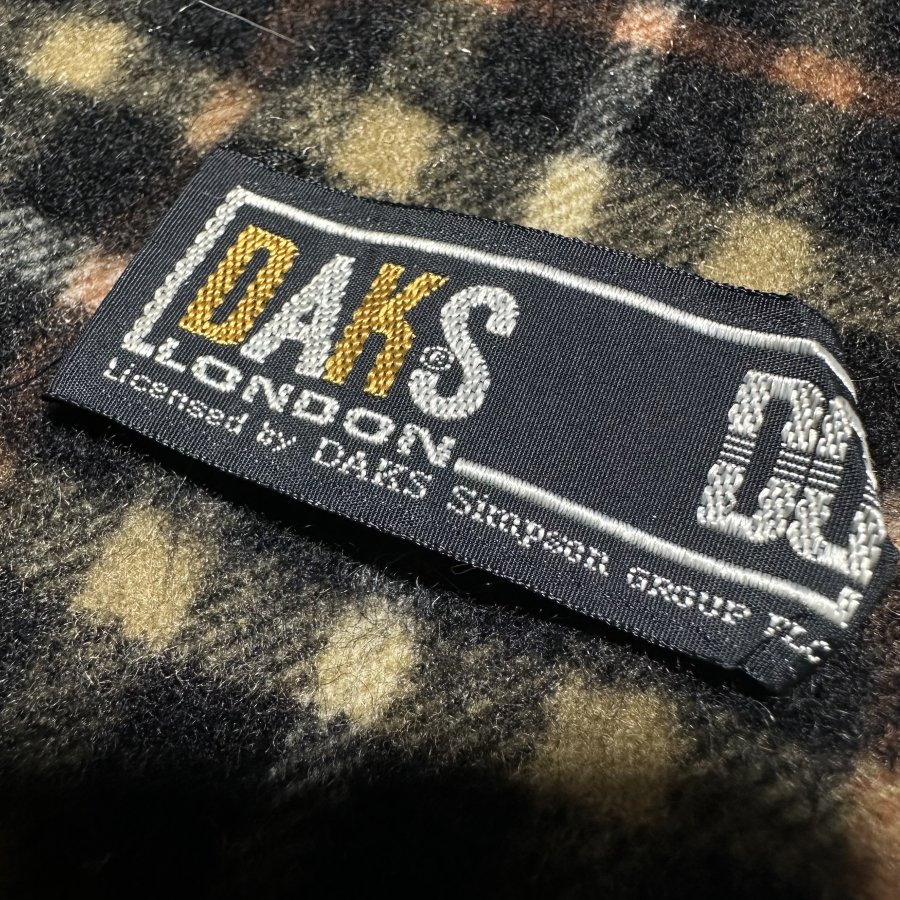 DAKS®
LONDON
Licensed by DAKS Simpson GROUP PLC